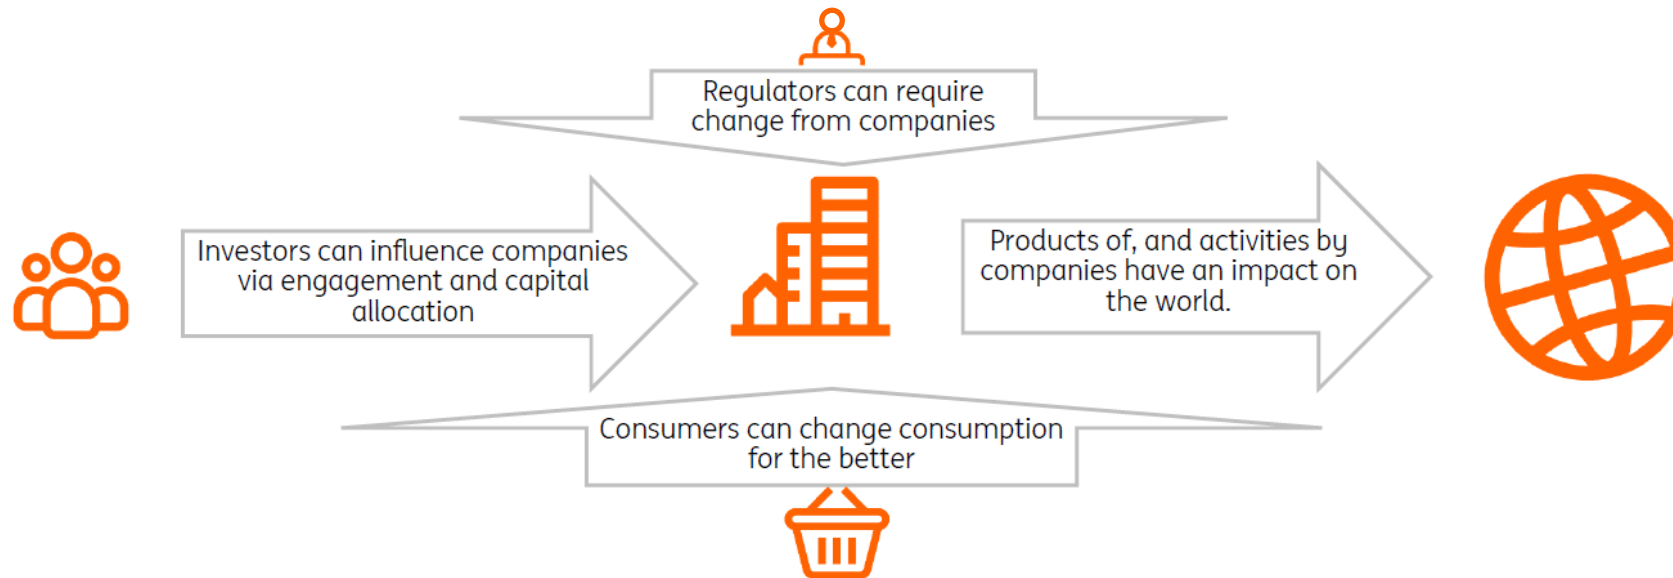 Regulators can require
change from companies
Investors can influence companies
via engagement and capital
allocation
Products of, and activities by
companies have an impact on
the world.
Consumers can change consumption
for the better